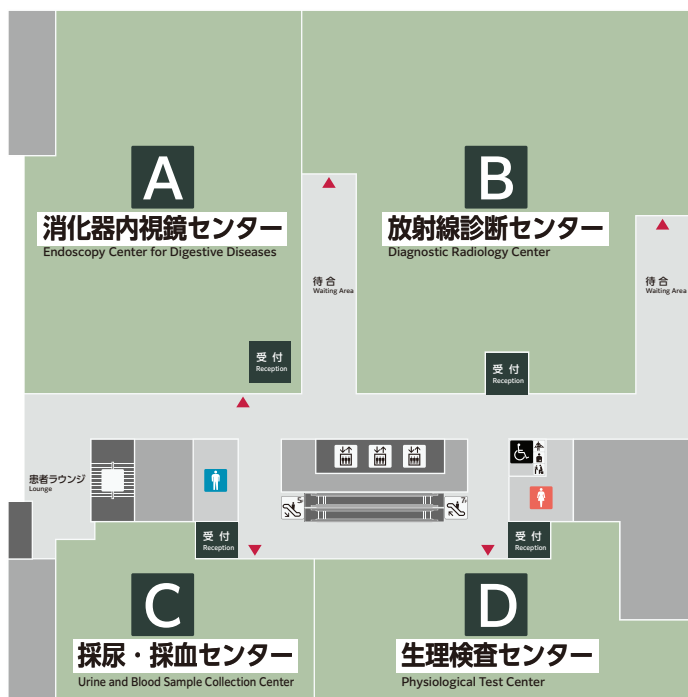 A
消化器内視鏡センター
Endoscopy Center for Digestive Diseases
B
放射線診断センター
Diagnostic Radiology Center
待合
Waiting Area
待合
Waiting Area
受付
Reception
受付
Reception
患者ラウンジ
Lounge
5F
7F
受付
Reception
受付
Reception
C
採尿・採血センター
Urine and Blood Sample Collection Center
D
生理検査センター
Physiological Test Center